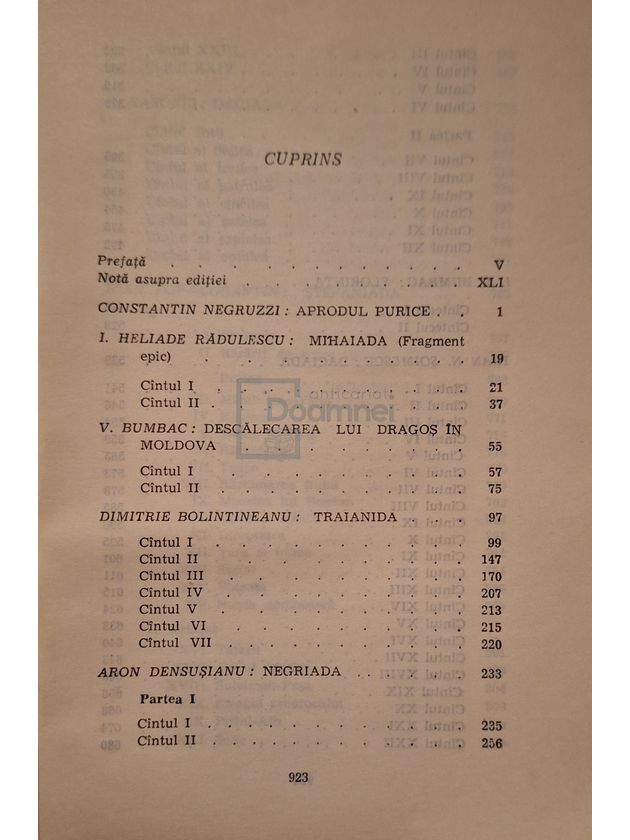 CUPRINS
Prefață . . . . . . . . . . . . V
Notă asupra ediției . . . . . . . . . . XLI
CONSTANTIN NEGRUZZI : APRODUL PURICE . . 1
I. HELIADE RĂDULESCU : MIHAIADA (Fragment
epic) . . . . . . . . . . . 19
Cîntul I . . . . . . . . . . 21
Cîntul II . . . . . . . . . . 37
V. BUMBAC : DESCĂLECAREA LUI DRAGOȘ ÎN
MOLDOVA . . . . . . . . . 55
Cîntul I . . . . . . . . . . 57
Cîntul II . . . . . . . . . . 75
DIMITRIE BOLINTINEANU : TRAIANIDA . . . 97
Cîntul I . . . . . . . . . . 99
Cîntul II . . . . . . . . . . 147
Cîntul III . . . . . . . . . 170
Cîntul IV . . . . . . . . . . 207
Cîntul V . . . . . . . . . 213
Cîntul VI . . . . . . . . . 215
Cîntul VII . . . . . . . . . 220
ARON DENSUȘIANU : NEGRIADA . . . . . 233
Partea I
Cîntul I . . . . . . . . . . 235
Cîntul II . . . . . . . . . . 256
923
anticariat
Doamnei